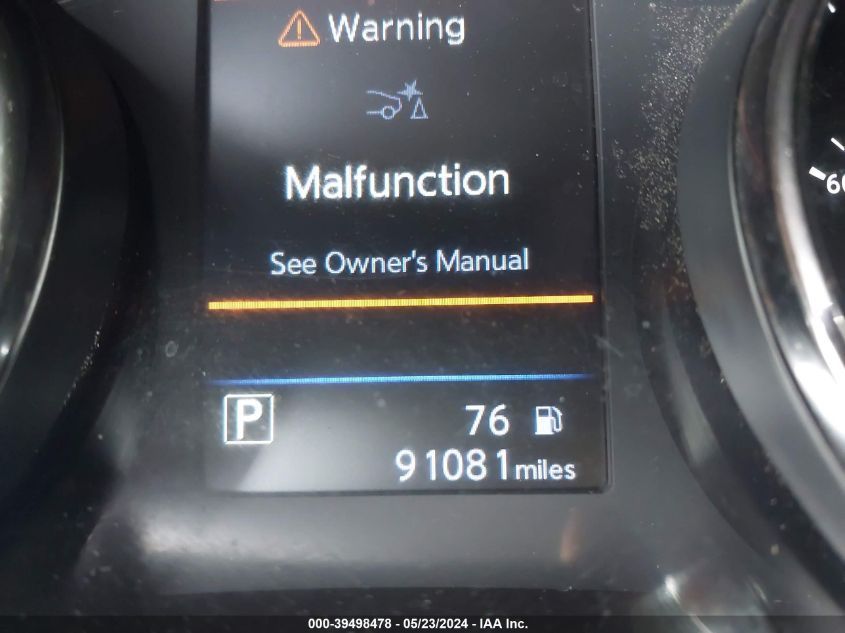 Warning
Malfunction
See Owner's Manual
P 76
91081 miles
000-39498478 - 05/23/2024 - IAA Inc.